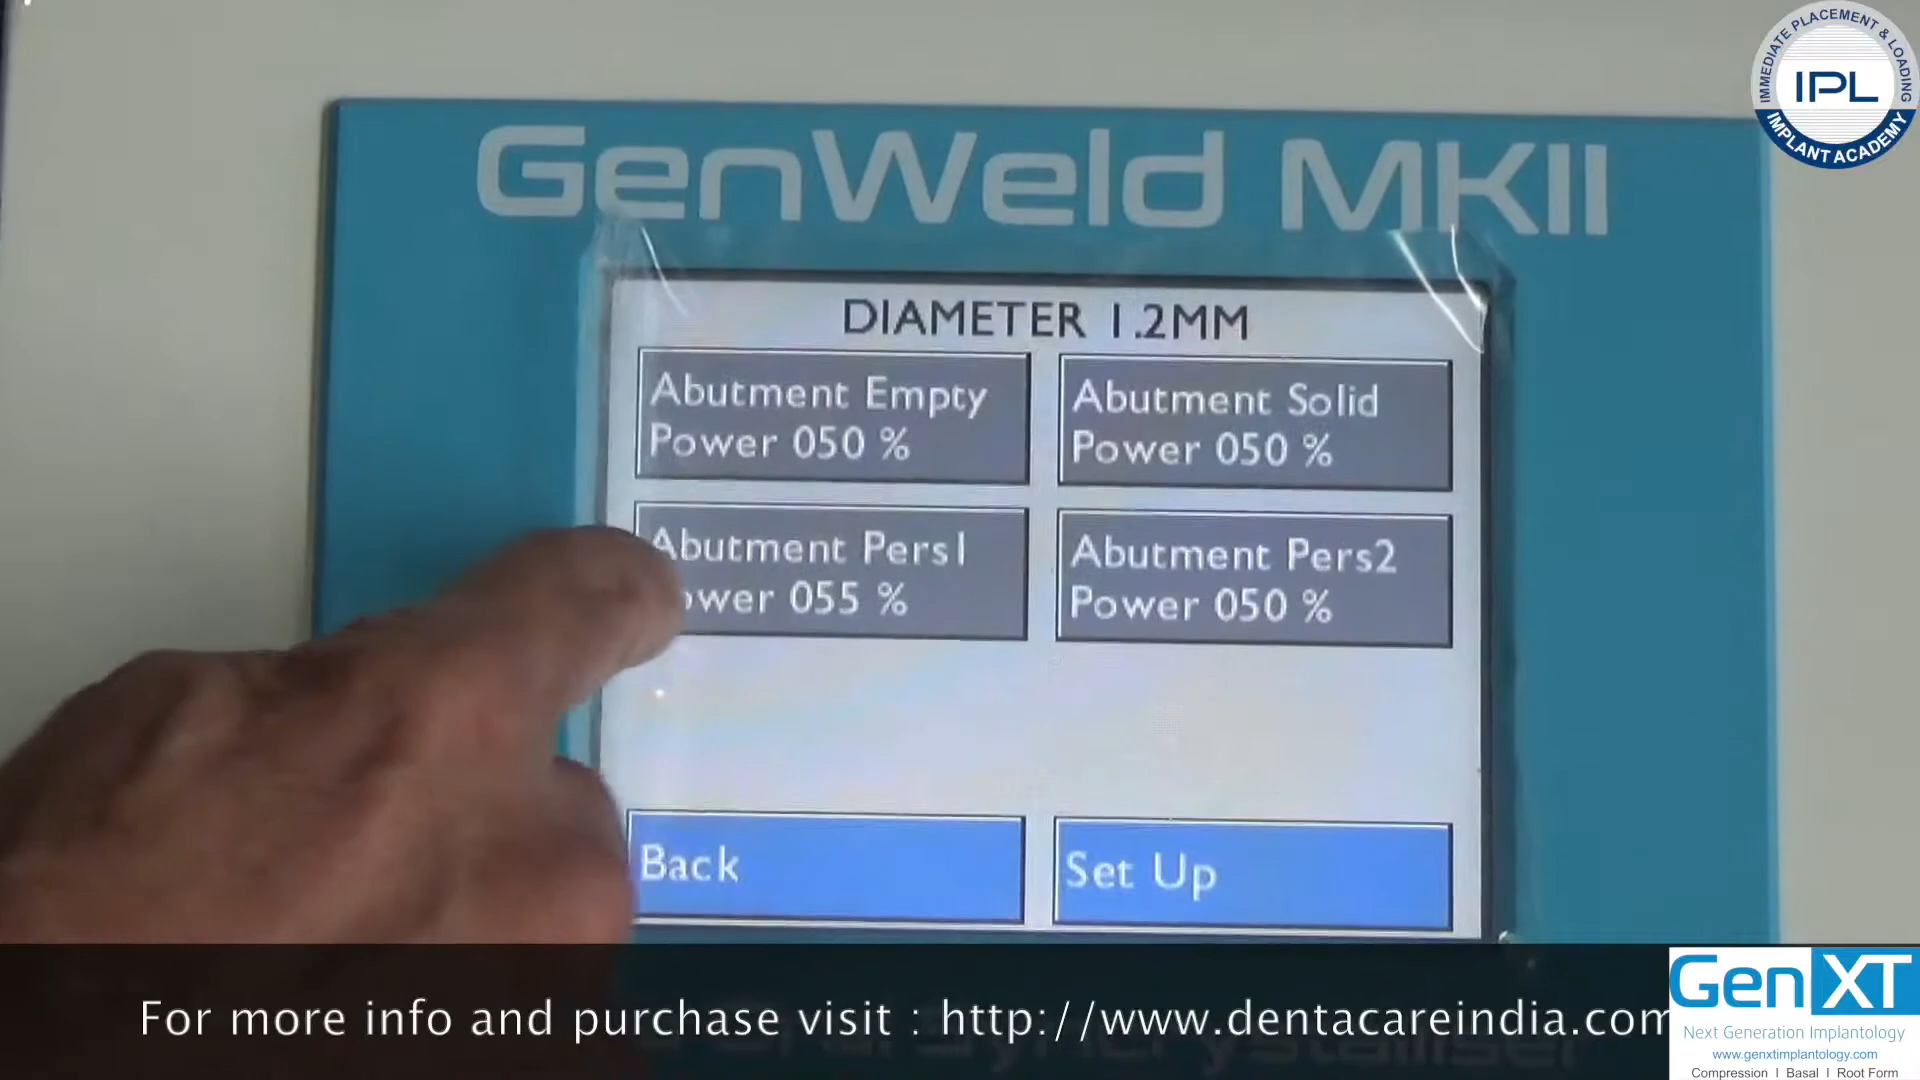 IMMEDIATE PLACEMENT & LOADING
IPL
IMPLANT ACADEMY
GenWeld MKII
DIAMETER 1.2MM
Abutment Empty
Power 050 %
Abutment Solid
Power 050 %
Abutment Pers1
ower 055 %
Abutment Pers2
Power 050 %
Back
Set Up
For more info and purchase visit : http://www.dentacareindia.com
GenXT
Next Generation Implantology
www.genxtimplantology.com
Compression | Basal | Root Form